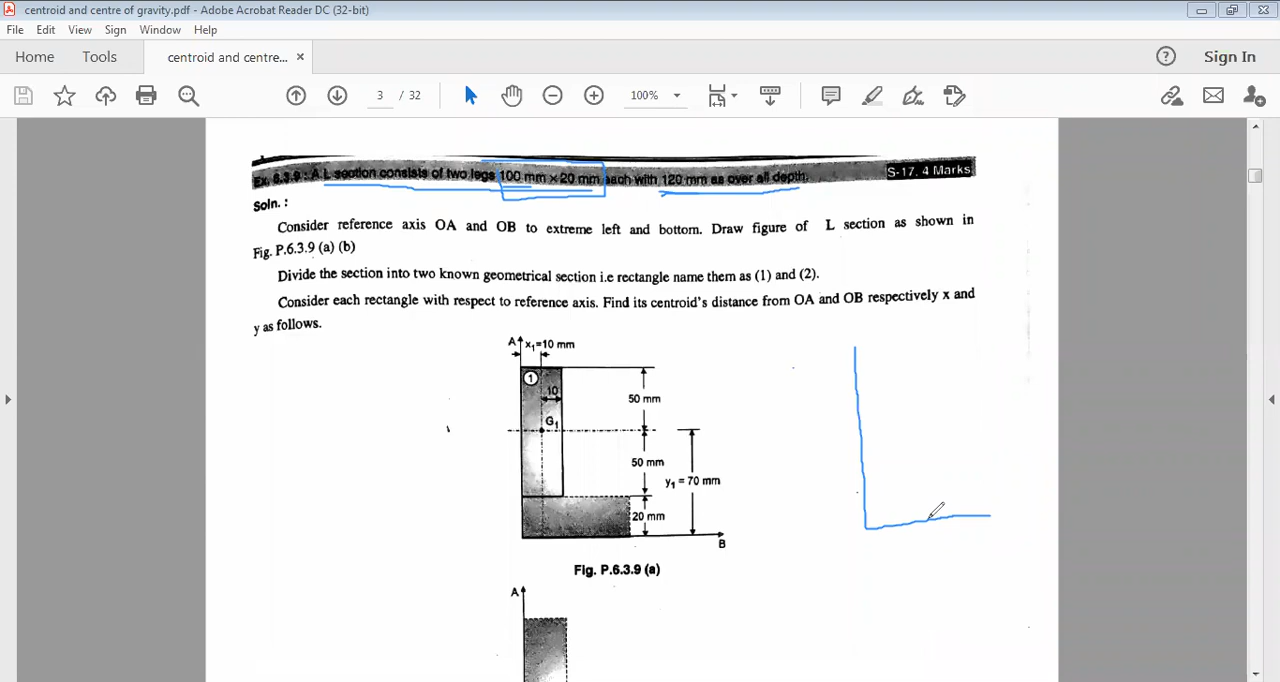 centroid and centre of gravity.pdf - Adobe Acrobat Reader DC (32-bit)
File Edit View Sign Window Help
Home Tools centroid and centre... × Sign In
3 / 32 100%
Ex. 6.3.9 : A L section consists of two legs 100 mm × 20 mm each with 120 mm as over all depth. S-17. 4 Marks
Soln. :
Consider reference axis OA and OB to extreme left and bottom. Draw figure of L section as shown in
Fig. P.6.3.9 (a) (b)
Divide the section into two known geometrical section i.e rectangle name them as (1) and (2).
Consider each rectangle with respect to reference axis. Find its centroid's distance from OA and OB respectively x and
y as follows.
A x₁=10 mm
1
10
50 mm
G₁
50 mm
y₁ = 70 mm
20 mm
B
Fig. P.6.3.9 (a)
A